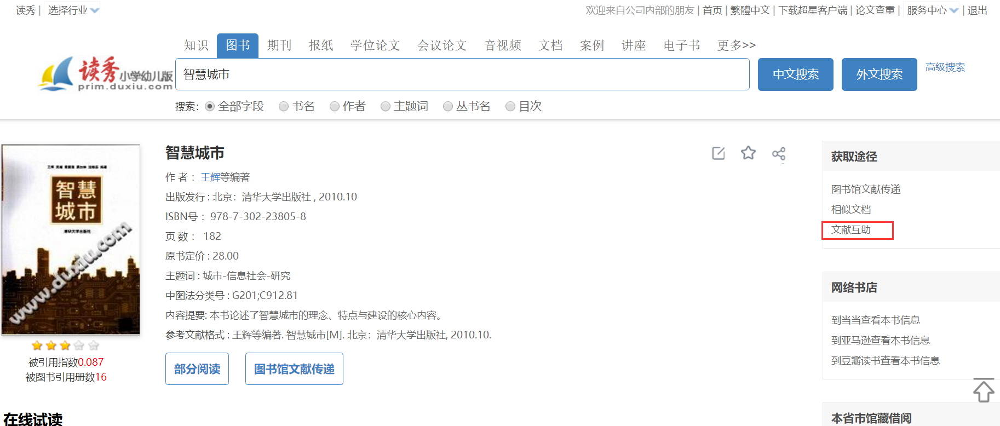 读秀 | 选择行业
欢迎来自公司内部的朋友 | 首页 | 繁體中文 | 下载超星客户端 | 论文查重 | 服务中心 | 退出
知识 图书 期刊 报纸 学位论文 会议论文 音视频 文档 案例 讲座 电子书 更多>>
读秀 小学幼儿版
prim.duxiu.com
智慧城市
中文搜索 外文搜索 高级搜索
搜索: 全部字段 书名 作者 主题词 丛书名 目次
智慧
城市
清华大学出版社
www.duxiu.com
被引用指数0.087
被图书引用册数16
智慧城市
作 者 : 王辉等编著
出版发行 : 北京：清华大学出版社 , 2010.10
ISBN号 : 978-7-302-23805-8
页 数 : 182
原书定价 : 28.00
主题词 : 城市-信息社会-研究
中图法分类号 : G201;C912.81
内容提要: 本书论述了智慧城市的理念、特点与建设的核心内容。
参考文献格式 : 王辉等编著. 智慧城市[M]. 北京：清华大学出版社, 2010.10.
部分阅读 图书馆文献传递
获取途径
图书馆文献传递
相似文档
文献互助
网络书店
到当当查看本书信息
到亚马逊查看本书信息
到豆瓣读书查看本书信息
本省市馆藏借阅
在线试读